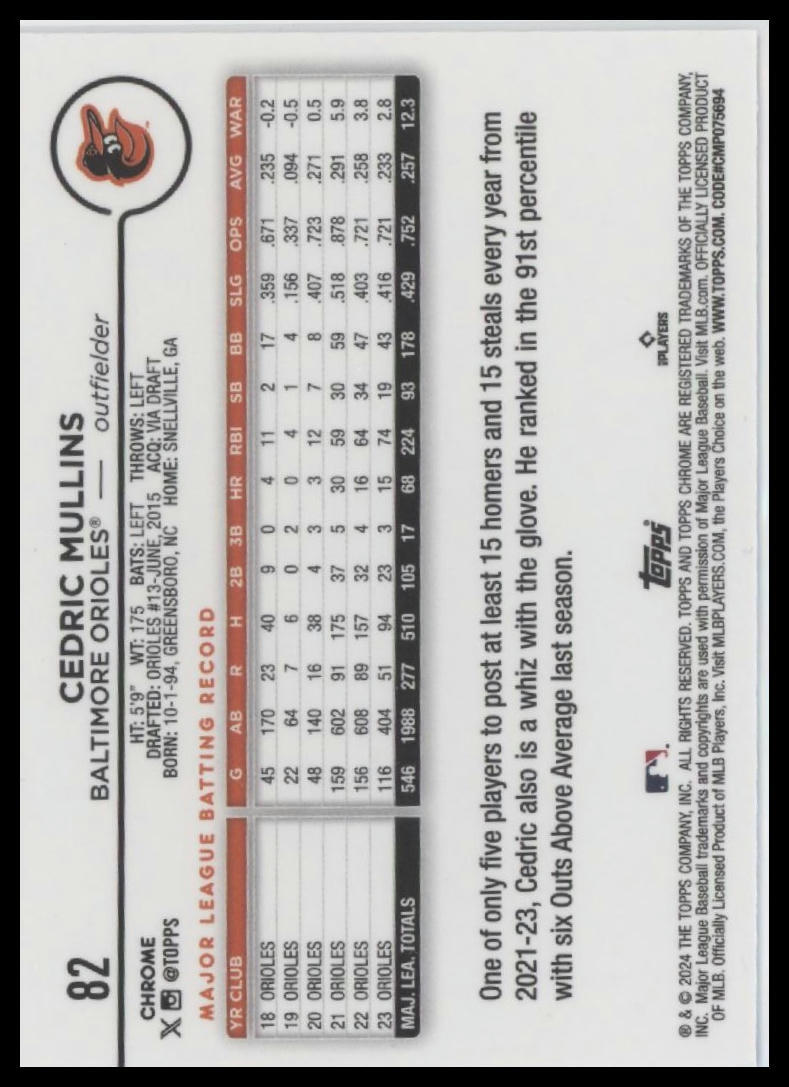 82
CEDRIC MULLINS
BALTIMORE ORIOLES® — outfielder
HT: 5'9" WT: 175 BATS: LEFT THROWS: LEFT
DRAFTED: ORIOLES #13-JUNE, 2015 ACQ: VIA DRAFT
BORN: 10-1-94, GREENSBORO, NC HOME: SNELLVILLE, GA
CHROME
X @TOPPS
MAJOR LEAGUE BATTING RECORD
YR CLUB G AB R H 2B 3B HR RBI SB BB SLG OPS AVG WAR
18 ORIOLES 45 170 23 40 9 0 4 11 2 17 .359 .671 .235 -0.2
19 ORIOLES 22 64 7 6 0 2 0 4 1 4 .156 .337 .094 -0.5
20 ORIOLES 48 140 16 38 4 3 3 12 7 8 .407 .723 .271 0.5
21 ORIOLES 159 602 91 175 37 5 30 59 30 59 .518 .878 .291 5.9
22 ORIOLES 156 608 89 157 32 4 16 64 34 47 .403 .721 .258 3.8
23 ORIOLES 116 404 51 94 23 3 15 74 19 43 .416 .721 .233 2.8
MAJ. LEA. TOTALS 546 1988 277 510 105 17 68 224 93 178 .429 .752 .257 12.3
One of only five players to post at least 15 homers and 15 steals every year from
2021-23, Cedric also is a whiz with the glove. He ranked in the 91st percentile
with six Outs Above Average last season.
topps
PLAYERS
® & © 2024 THE TOPPS COMPANY, INC. ALL RIGHTS RESERVED. TOPPS AND TOPPS CHROME ARE REGISTERED TRADEMARKS OF THE TOPPS COMPANY,
INC. Major League Baseball trademarks and copyrights are used with permission of Major League Baseball. Visit MLB.com. OFFICIALLY LICENSED PRODUCT
OF MLB. Officially Licensed Product of MLB Players, Inc. Visit MLBPLAYERS.COM, the Players Choice on the web. WWW.TOPPS.COM. CODE#CMP075694